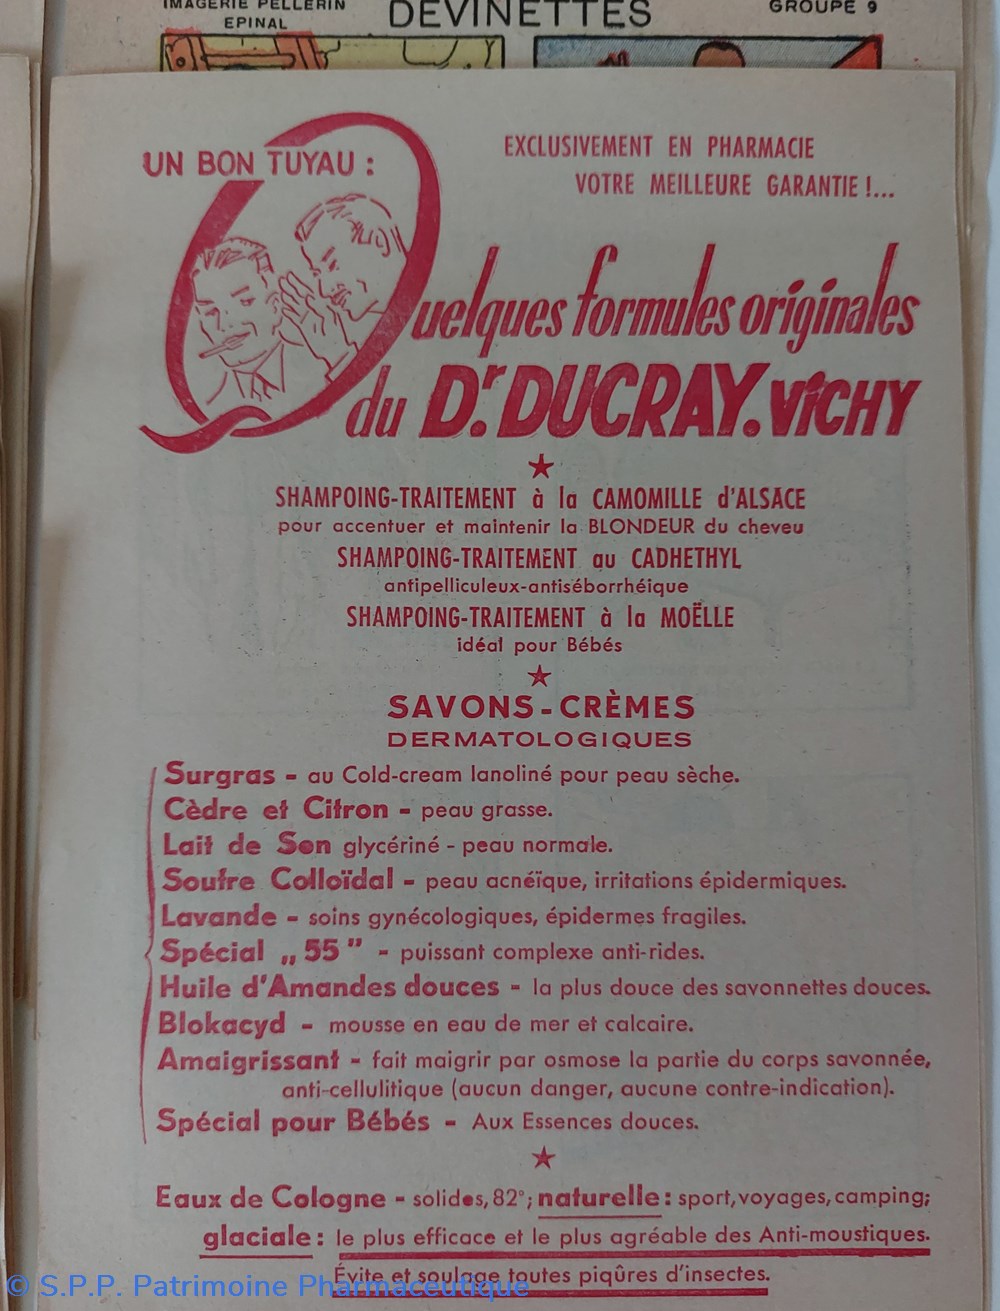 IMAGERIE PELLERIN
EPINAL
DEVINETTES
GROUPE 9
UN BON TUYAU :
EXCLUSIVEMENT EN PHARMACIE
VOTRE MEILLEURE GARANTIE !...
Quelques formules originales
du Dr. DUCRAY. VICHY
SHAMPOING-TRAITEMENT à la CAMOMILLE d'ALSACE
pour accentuer et maintenir la BLONDEUR du cheveu
SHAMPOING-TRAITEMENT au CADHETHYL
antipelliculeux-antiséborrhéique
SHAMPOING-TRAITEMENT à la MOËLLE
idéal pour Bébés
SAVONS-CRÈMES
DERMATOLOGIQUES
Surgras - au Cold-cream lanoliné pour peau sèche.
Cèdre et Citron - peau grasse.
Lait de Son glycériné - peau normale.
Soufre Colloïdal - peau acnéïque, irritations épidermiques.
Lavande - soins gynécologiques, épidermes fragiles.
Spécial „55" - puissant complexe anti-rides.
Huile d'Amandes douces - la plus douce des savonnettes douces.
Blokacyd - mousse en eau de mer et calcaire.
Amaigrissant - fait maigrir par osmose la partie du corps savonnée,
anti-cellulitique (aucun danger, aucune contre-indication).
Spécial pour Bébés - Aux Essences douces.
Eaux de Cologne - solides, 82°; naturelle : sport, voyages, camping;
glaciale : le plus efficace et le plus agréable des Anti-moustiques.
Évite et soulage toutes piqûres d'insectes.
© S.P.P. Patrimoine Pharmaceutique